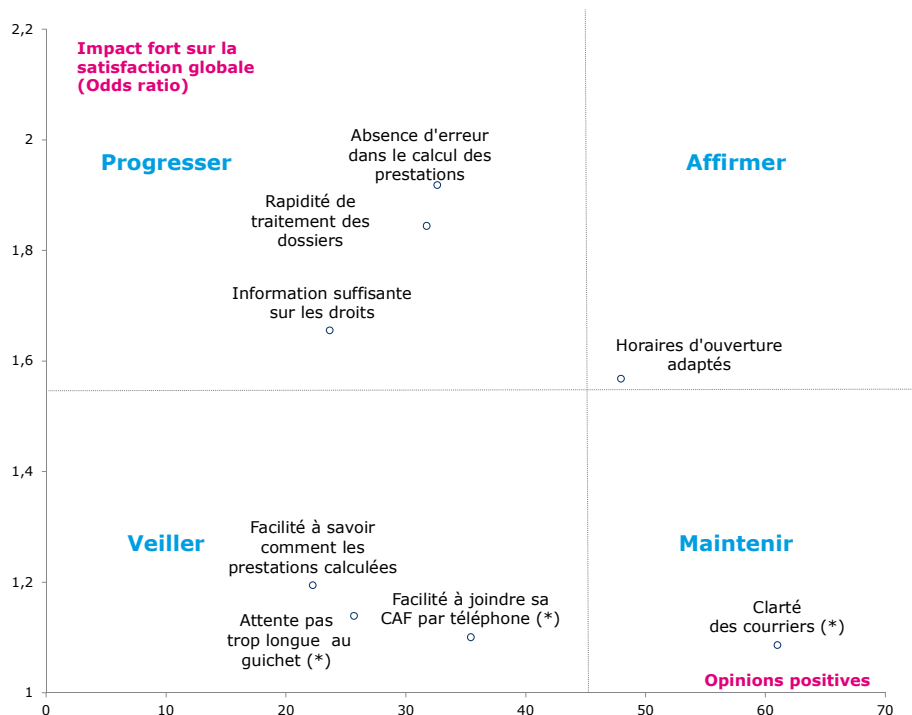 2,2
Impact fort sur la
satisfaction globale
(Odds ratio)
2
Absence d'erreur
dans le calcul des
prestations
Progresser
Affirmer
Rapidité de
traitement des
dossiers
1,8
Information suffisante
sur les droits
Horaires d'ouverture
adaptés
1,6
1,4
Facilité à savoir
comment les
prestations calculées
Veiller
Maintenir
1,2
Attente pas
trop longue au
guichet (*)
Facilité à joindre sa
CAF par téléphone (*)
Clarté
des courriers (*)
Opinions positives
1
0 10 20 30 40 50 60 70